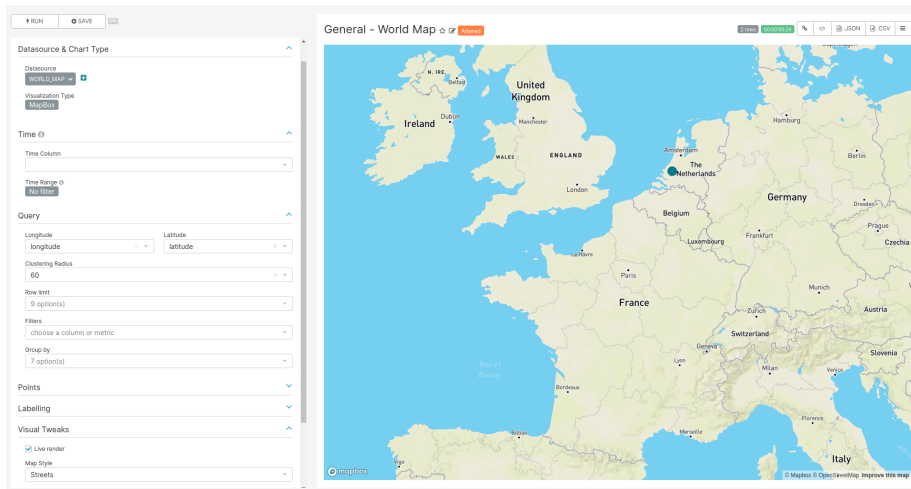 RUN
SAVE
Datasource & Chart Type
Datasource
WORLD_MAP
Visualization Type
MapBox
Time
Time Column
Time Range
No filter
Query
Longitude
Latitude
longitude
latitude
Clustering Radius
60
Row limit
9 option(s)
Filters
choose a column or metric
Group by
7 option(s)
Points
Labelling
Visual Tweaks
Live render
Map Style
Streets
General - World Map
Altered
2 rows
00:00:00.24
.JSON
.CSV
N. IRE.
Belfast
United
Kingdom
Ireland
Dublin
Manchester
Hamburg
WALES
ENGLAND
Amsterdam
The
Netherlands
Berlin
London
Germany
Belgium
Dresden
Prague
Frankfurt
Luxembourg
Czechia
Le Havre
Paris
Munich
France
Zurich
Austria
Switzerland
Geneva
Slovenia
Bay of
Biscay
Lyon
Milan
Venice
Bordeaux
Florence
Marseille
Bilbao
Vigo
Italy
mapbox
© Mapbox © OpenStreetMap Improve this map